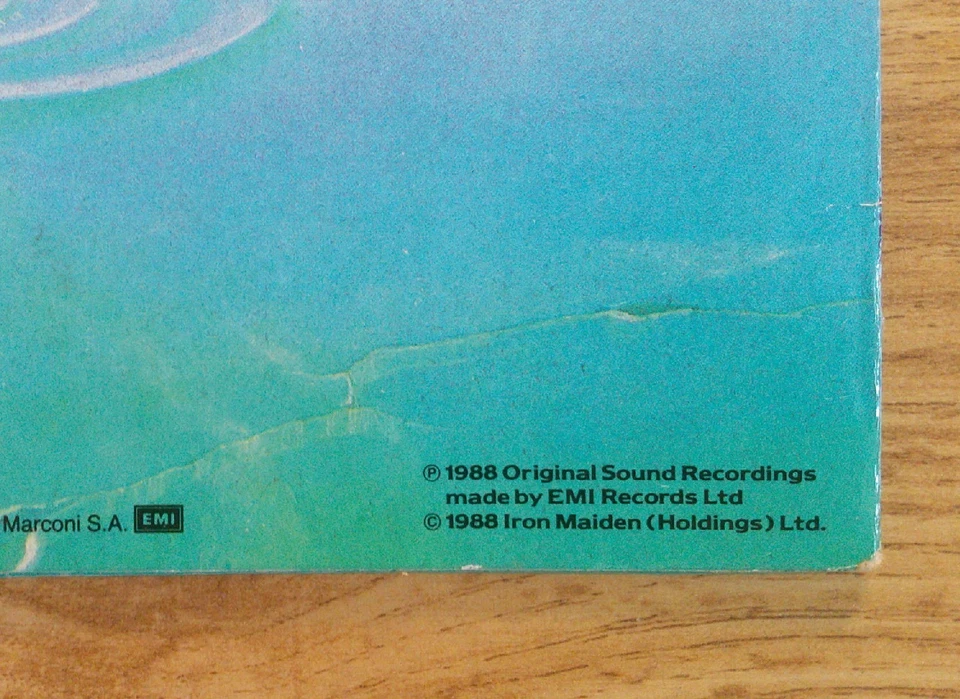 Marconi S.A. EMI
℗ 1988 Original Sound Recordings
made by EMI Records Ltd
© 1988 Iron Maiden (Holdings) Ltd.